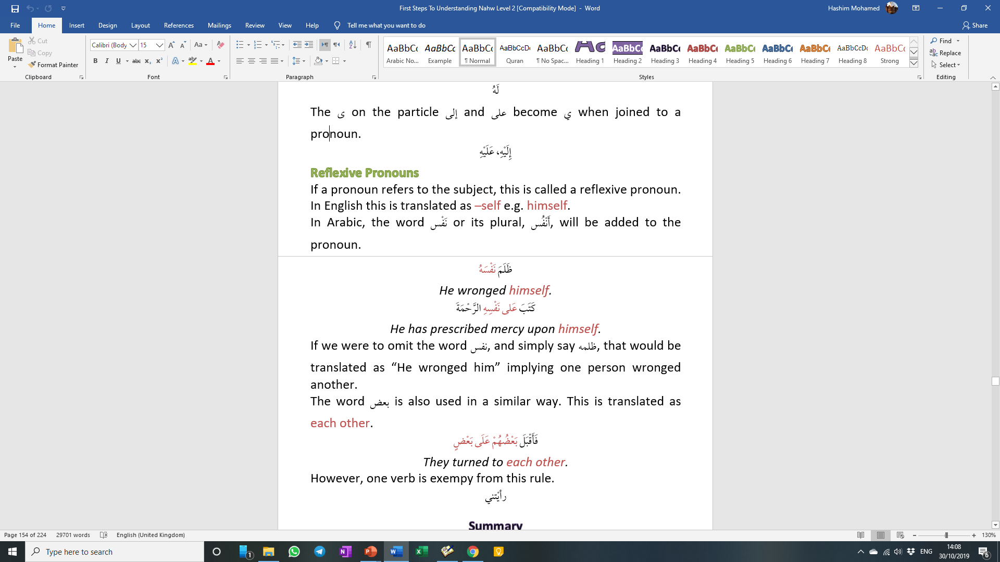 First Steps To Understanding Nahw Level 2 [Compatibility Mode] - Word
Hashim Mohamed
File Home Insert Design Layout References Mailings Review View Help Tell me what you want to do Share
Paste
Cut
Copy
Format Painter
Clipboard
Calibri (Body 15
Font
Paragraph
AaBbCc AaBbCc AaBbCc AaBbCcDc AaBbCc Aa AaBbCc AaBbCc AaBbCc AaBbCc AaBbCc AaBbCc AaBbCcDc AaBbCc
Arabic No... Example ¶ Normal Quran ¶ No Spac... Heading 1 Heading 2 Heading 3 Heading 4 Heading 5 Heading 6 Heading 7 Heading 8 Strong
Styles
Find
Replace
Select
Editing
لَهُ
The ى on the particle إلى and على become ي when joined to a
pronoun.
إِلَيْهِ، عَلَيْهِ
Reflexive Pronouns
If a pronoun refers to the subject, this is called a reflexive pronoun.
In English this is translated as –self e.g. himself.
In Arabic, the word نَفْس or its plural, أَنْفُس, will be added to the
pronoun.
ظَلَمَ نَفْسَهُ
He wronged himself.
كَتَبَ عَلى نَفْسِهِ الرَّحْمَةَ
He has prescribed mercy upon himself.
If we were to omit the word نفس, and simply say ظلمه, that would be
translated as “He wronged him” implying one person wronged
another.
The word بعض is also used in a similar way. This is translated as
each other.
فَأَقْبَلَ بَعْضُهُمْ عَلَى بَعْضٍ
They turned to each other.
However, one verb is exempy from this rule.
رأيْتني
Summary
Page 154 of 224 29701 words English (United Kingdom) 130%
Type here to search
1
ENG
14:08
30/10/2019
6